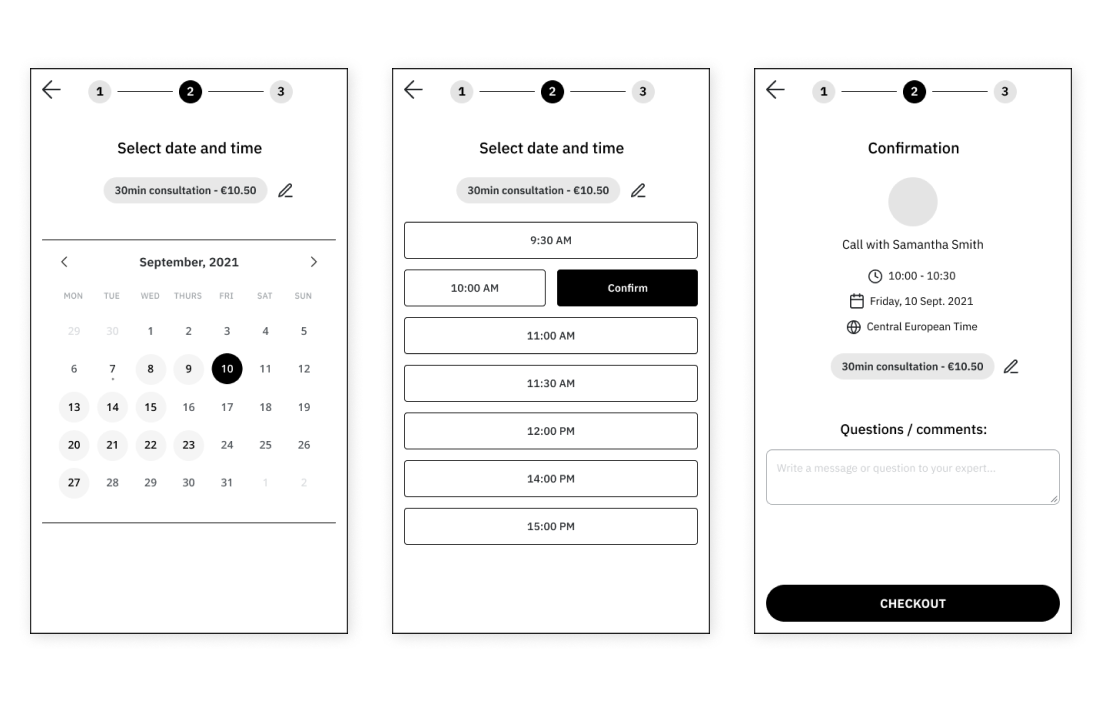 1 2 3
Select date and time
30min consultation - €10.50
September, 2021
MON TUE WED THURS FRI SAT SUN
29 30 1 2 3 4 5
6 7 8 9 10 11 12
13 14 15 16 17 18 19
20 21 22 23 24 25 26
27 28 29 30 31 1 2
1 2 3
Select date and time
30min consultation - €10.50
9:30 AM
10:00 AM Confirm
11:00 AM
11:30 AM
12:00 PM
14:00 PM
15:00 PM
1 2 3
Confirmation
Call with Samantha Smith
10:00 - 10:30
Friday, 10 Sept. 2021
Central European Time
30min consultation - €10.50
Questions / comments:
Write a message or question to your expert...
CHECKOUT